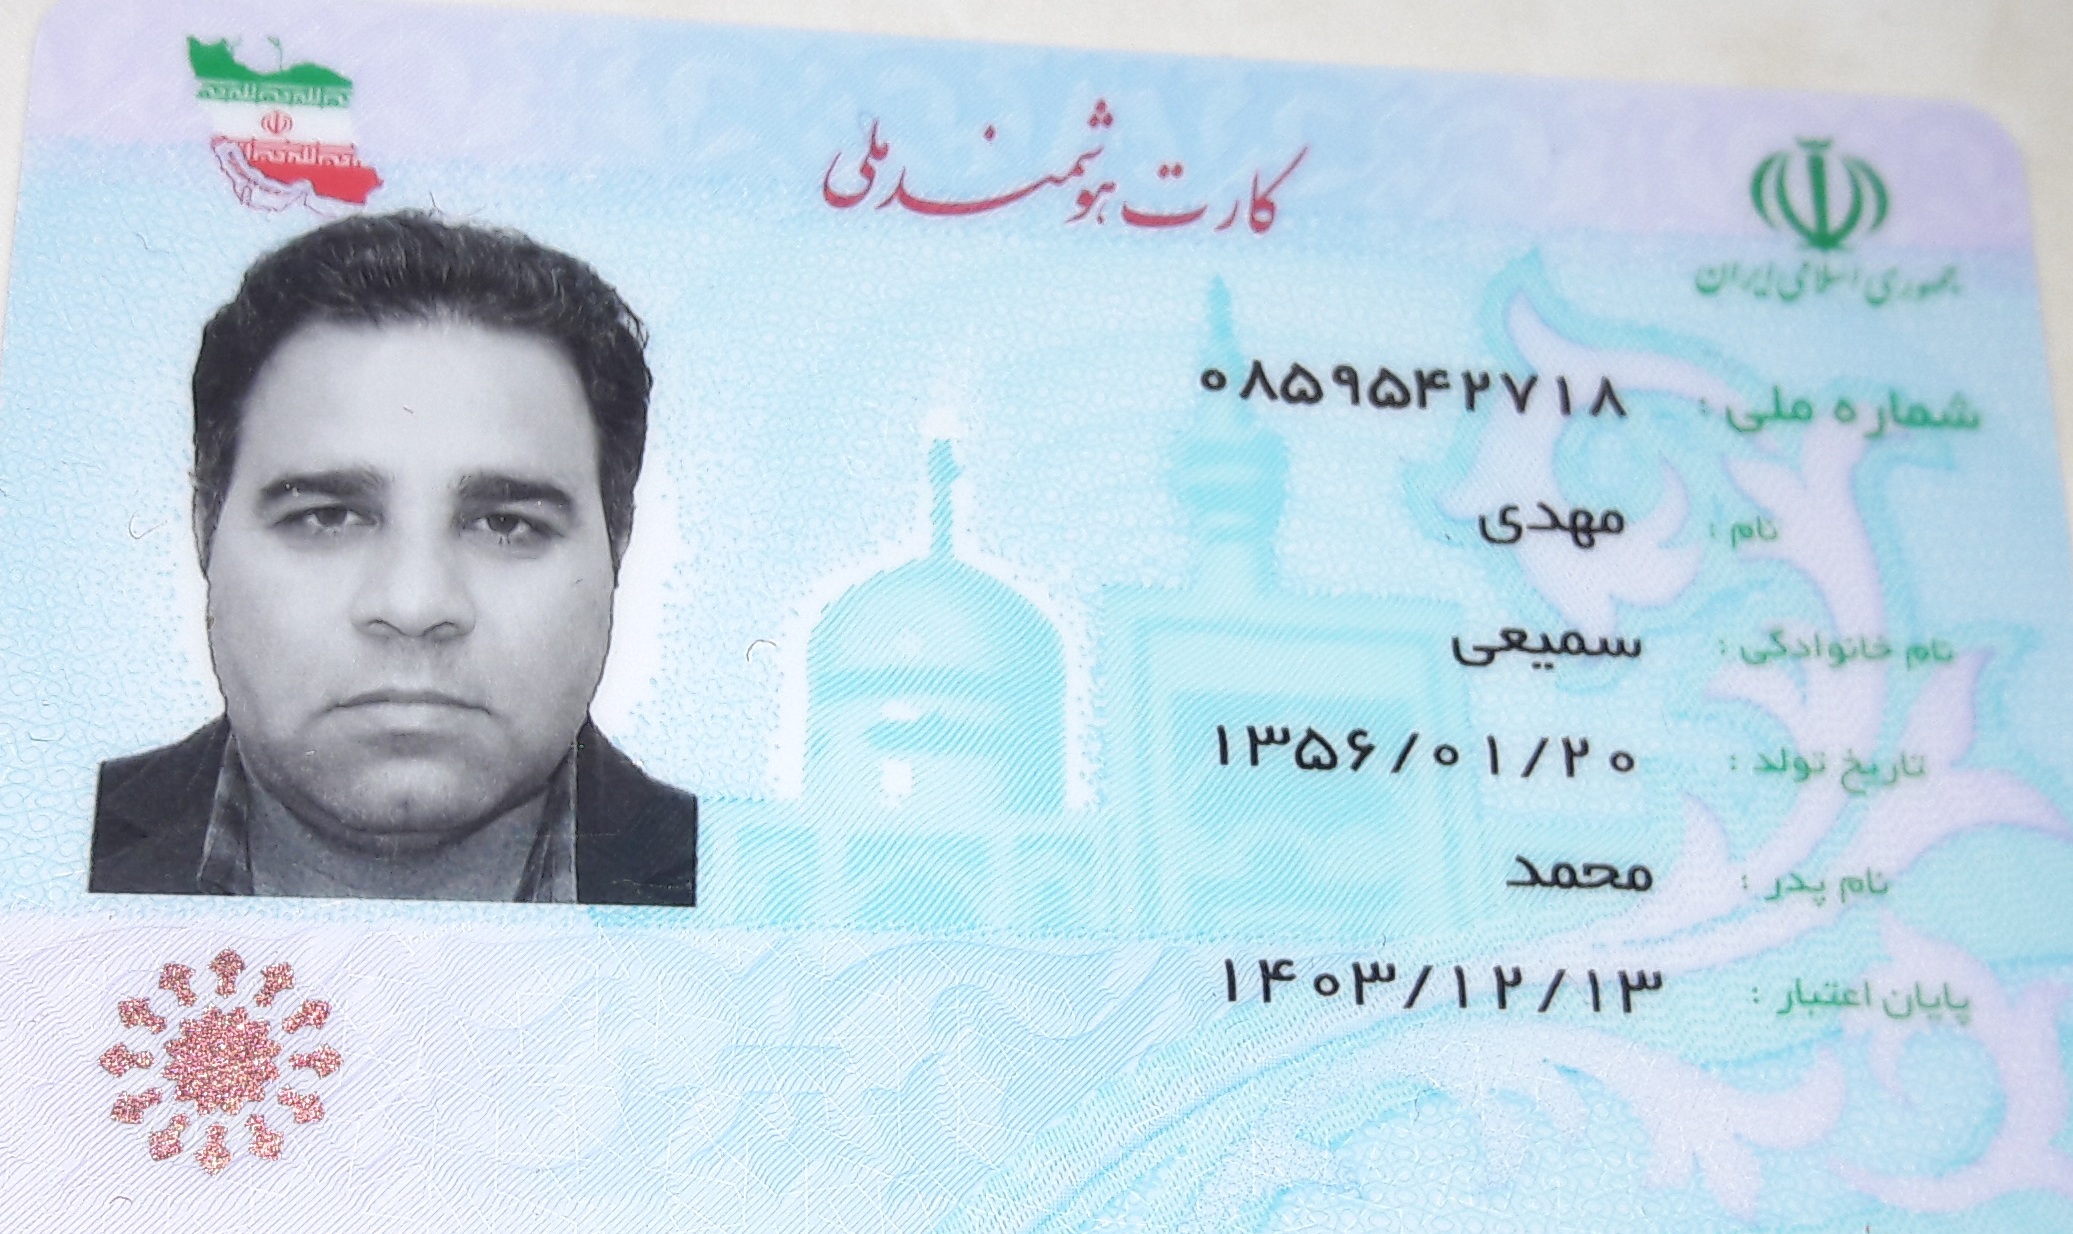 کارت هوشمند ملی
جمهوری اسلامی ایران
شماره ملی : ۰۸۵۹۵۴۲۷۱۸
نام : مهدی
نام خانوادگی : سمیعی
تاریخ تولد : ۱۳۵۶/۰۱/۲۰
نام پدر : محمد
پایان اعتبار : ۱۴۰۳/۱۲/۱۳